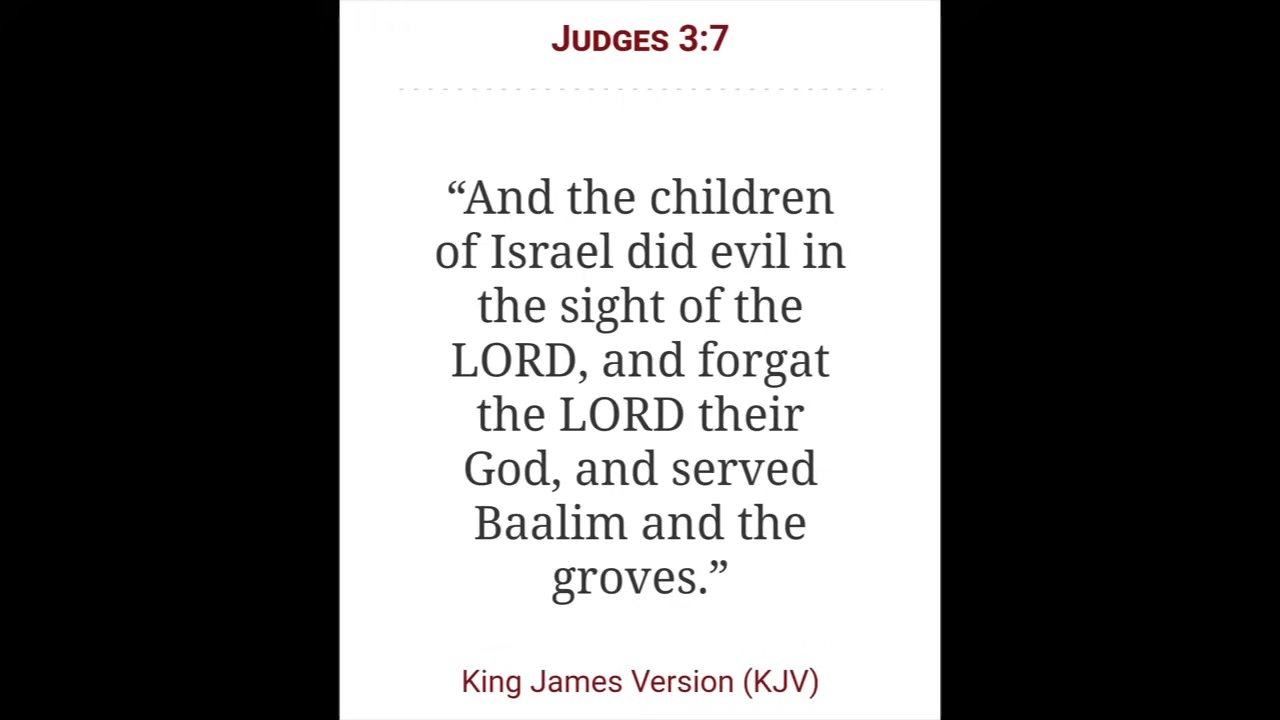 Judges 3:7
“And the children
of Israel did evil in
the sight of the
LORD, and forgat
the LORD their
God, and served
Baalim and the
groves.”
King James Version (KJV)